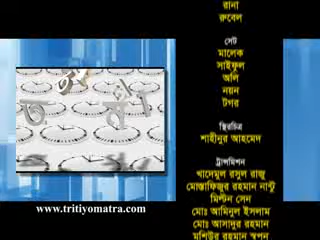 রানা
রুবেল
সেট
মালেক
সাইফুল
অলি
নয়ন
টগর
স্থিরচিত্র
শাহীনুর আহমেদ
ট্রান্সমিশন
খাদেমুল রসুল রাজু
মোস্তাফিজুর রহমান নান্টু
মিল্টন সেন
মোঃ আমিনুল ইসলাম
মোঃ আসাদুর রহমান
মশিউর রহমান স্বপন
www.tritiyomatra.com